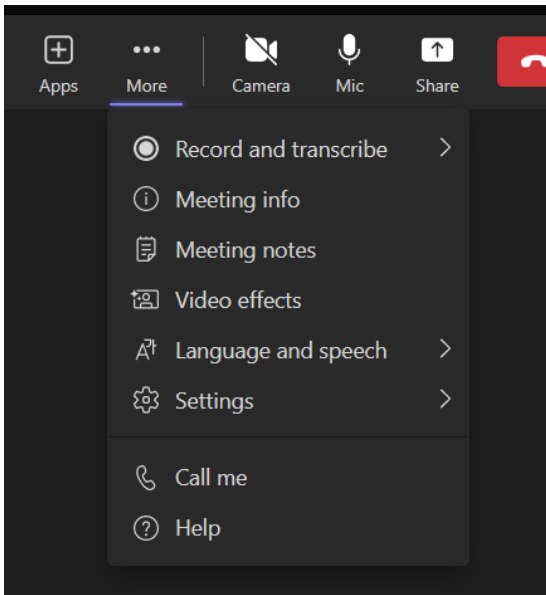 Apps More Camera Mic Share
Record and transcribe
Meeting info
Meeting notes
Video effects
Language and speech
Settings
Call me
Help